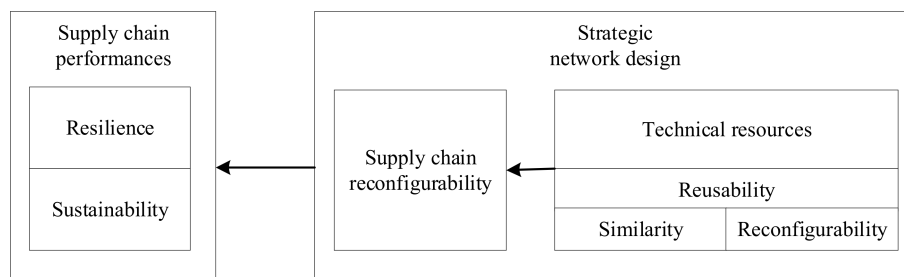 Supply chain
performances
Resilience
Sustainability
Strategic
network design
Supply chain
reconfigurability
Technical resources
Reusability
Similarity
Reconfigurability